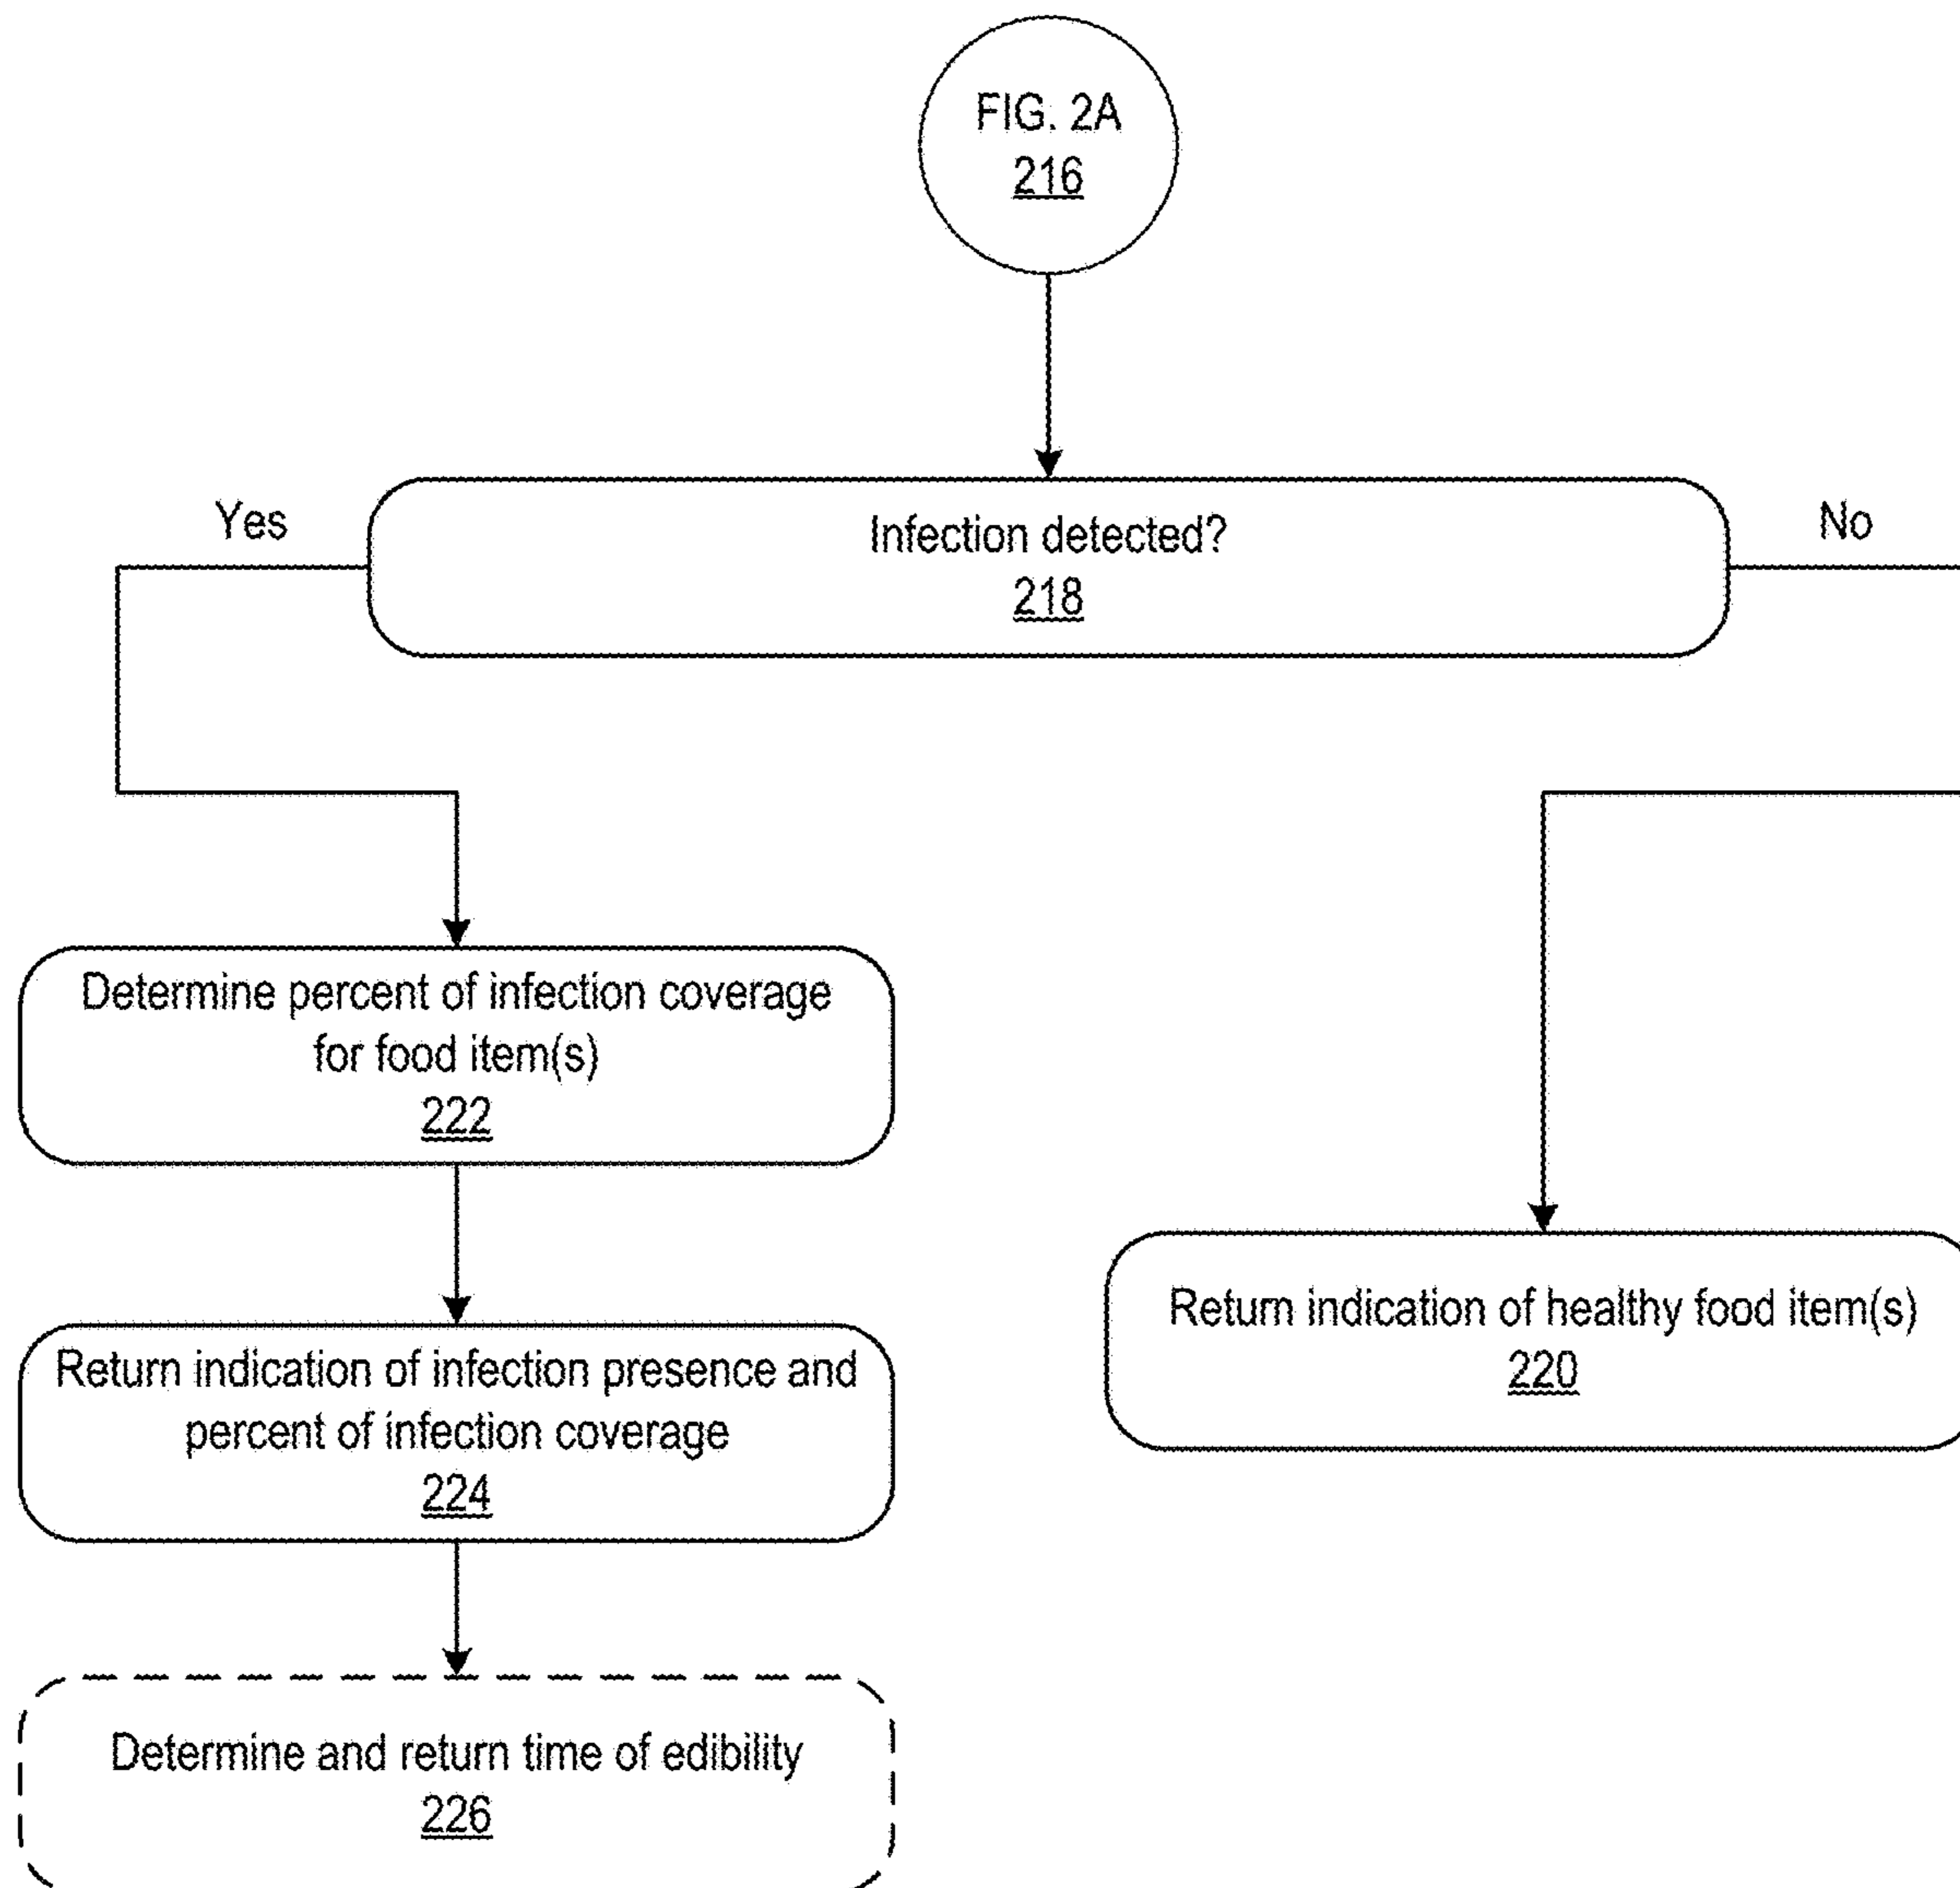 FIG. 2A
216
Yes
Infection detected?
218
No
Determine percent of infection coverage
for food item(s)
222
Return indication of infection presence and
percent of infection coverage
224
Return indication of healthy food item(s)
220
Determine and return time of edibility
226